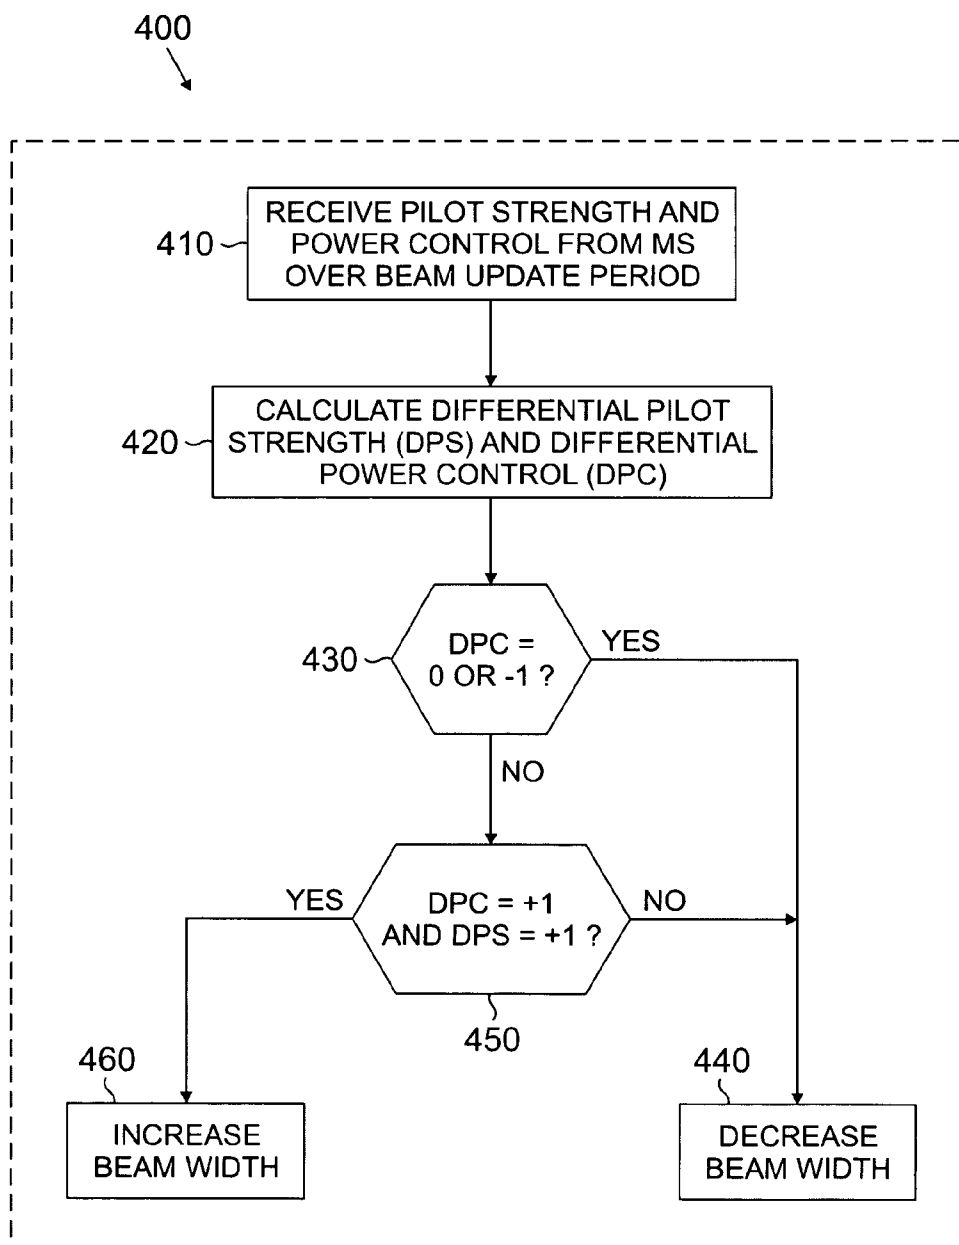 400
RECEIVE PILOT STRENGTH AND
POWER CONTROL FROM MS
OVER BEAM UPDATE PERIOD
410
CALCULATE DIFFERENTIAL PILOT
STRENGTH (DPS) AND DIFFERENTIAL
POWER CONTROL (DPC)
420
DPC =
0 OR -1 ?
430
YES
NO
DPC = +1
AND DPS = +1 ?
YES
NO
450
460
INCREASE
BEAM WIDTH
440
DECREASE
BEAM WIDTH